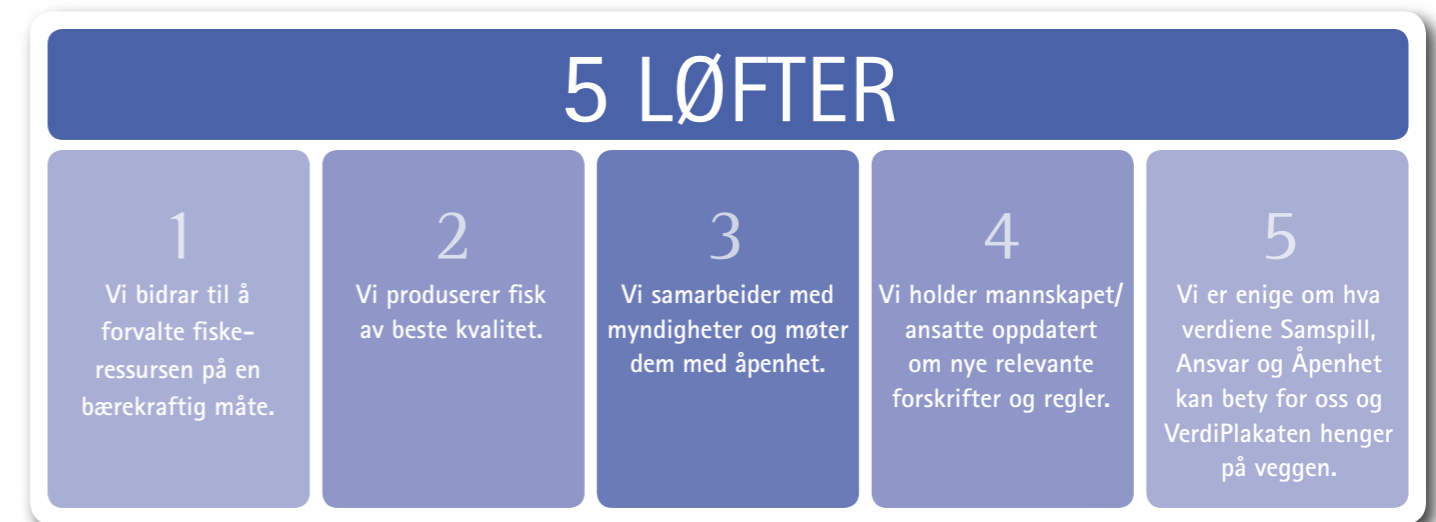 5 LØFTER
1
Vi bidrar til å
forvalte fiske-
ressursen på en
bærekraftig måte.
2
Vi produserer fisk
av beste kvalitet.
3
Vi samarbeider med
myndigheter og møter
dem med åpenhet.
4
Vi holder mannskapet/
ansatte oppdatert
om nye relevante
forskrifter og regler.
5
Vi er enige om hva
verdiene Samspill,
Ansvar og Åpenhet
kan bety for oss og
VerdiPlakaten henger
på veggen.